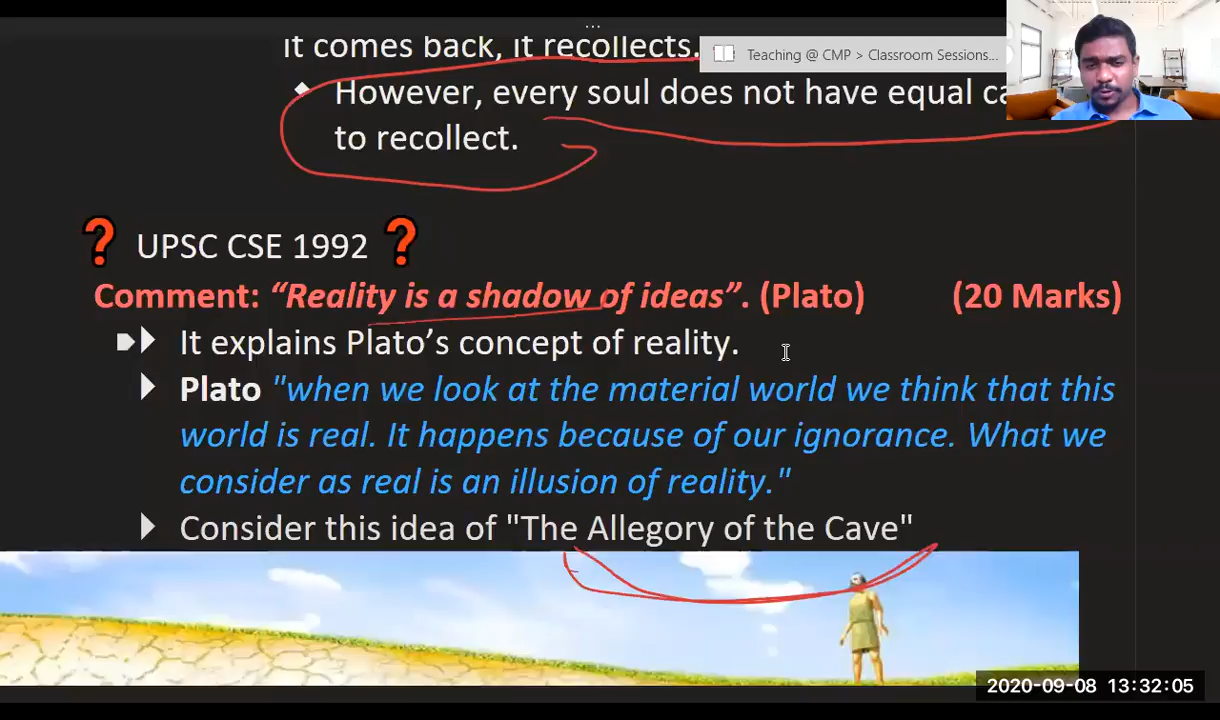 it comes back, it recollects.
Teaching @ CMP > Classroom Sessions...
However, every soul does not have equal
to recollect.
❓ UPSC CSE 1992 ❓
Comment: “Reality is a shadow of ideas”. (Plato) (20 Marks)
It explains Plato’s concept of reality.
Plato "when we look at the material world we think that this
world is real. It happens because of our ignorance. What we
consider as real is an illusion of reality."
Consider this idea of "The Allegory of the Cave"
2020-09-08 13:32:05